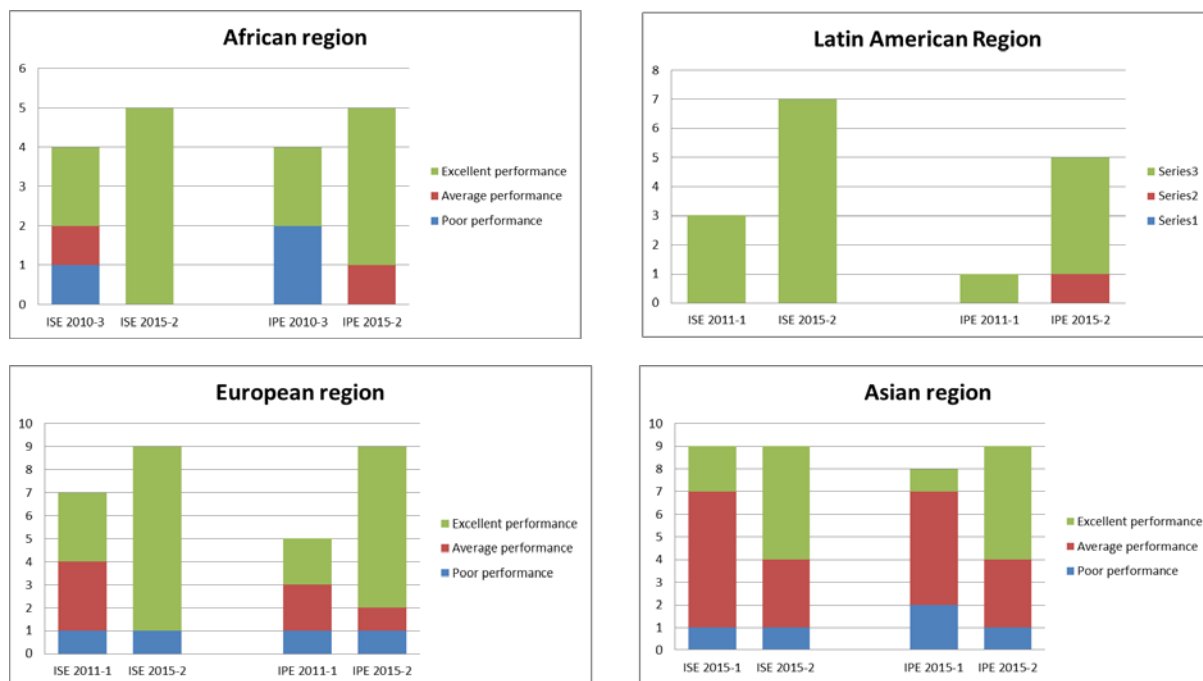 African region
6
5
4
3
2
1
0
ISE 2010-3 ISE 2015-2 IPE 2010-3 IPE 2015-2
Excellent performance
Average performance
Poor performance
Latin American Region
8
7
6
5
4
3
2
1
0
ISE 2011-1 ISE 2015-2 IPE 2011-1 IPE 2015-2
Series3
Series2
Series1
European region
10
9
8
7
6
5
4
3
2
1
0
ISE 2011-1 ISE 2015-2 IPE 2011-1 IPE 2015-2
Excellent performance
Average performance
Poor performance
Asian region
10
9
8
7
6
5
4
3
2
1
0
ISE 2015-1 ISE 2015-2 IPE 2015-1 IPE 2015-2
Excellent performance
Average performance
Poor performance